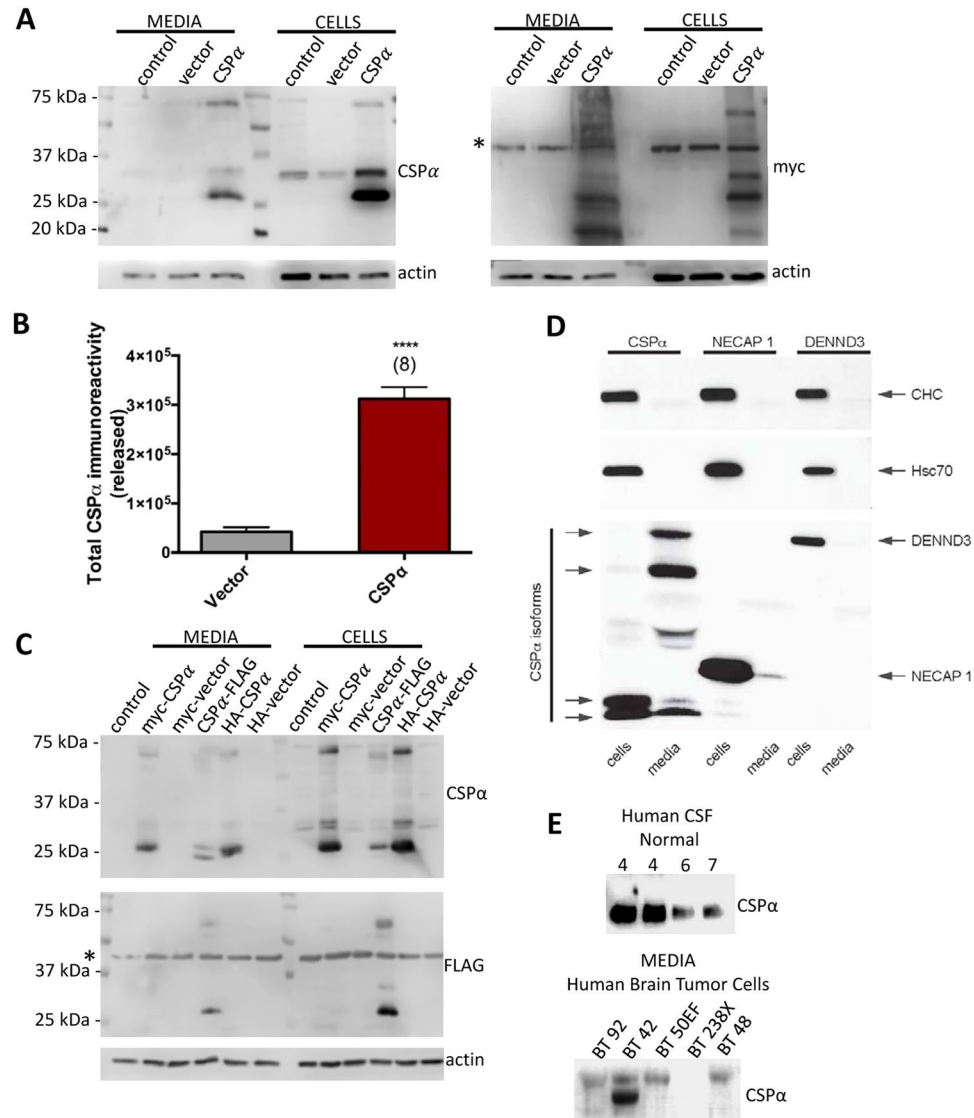 A
MEDIA
CELLS
control
vector
CSPα
control
vector
CSPα
75 kDa -
37 kDa -
25 kDa -
20 kDa -
CSPα
actin
MEDIA
CELLS
control
vector
CSPα
control
vector
CSPα
*
myc
actin
B
Total CSPα immunoreactivity
(released)
4×10⁵
3×10⁵
2×10⁵
1×10⁵
0
****
(8)
Vector
CSPα
C
MEDIA
CELLS
control
myc-CSPα
myc-vector
CSPα-FLAG
HA-CSPα
HA-vector
control
myc-CSPα
myc-vector
CSPα-FLAG
HA-CSPα
HA-vector
75 kDa -
37 kDa -
25 kDa -
CSPα
75 kDa -
*
37 kDa -
25 kDa -
FLAG
actin
D
CSPα
NECAP 1
DENND3
CHC
Hsc70
DENND3
NECAP 1
CSPα isoforms
cells
media
cells
media
cells
media
E
Human CSF
Normal
4 4 6 7
CSPα
MEDIA
Human Brain Tumor Cells
BT 92
BT 42
BT 50EF
BT 238X
BT 48
CSPα